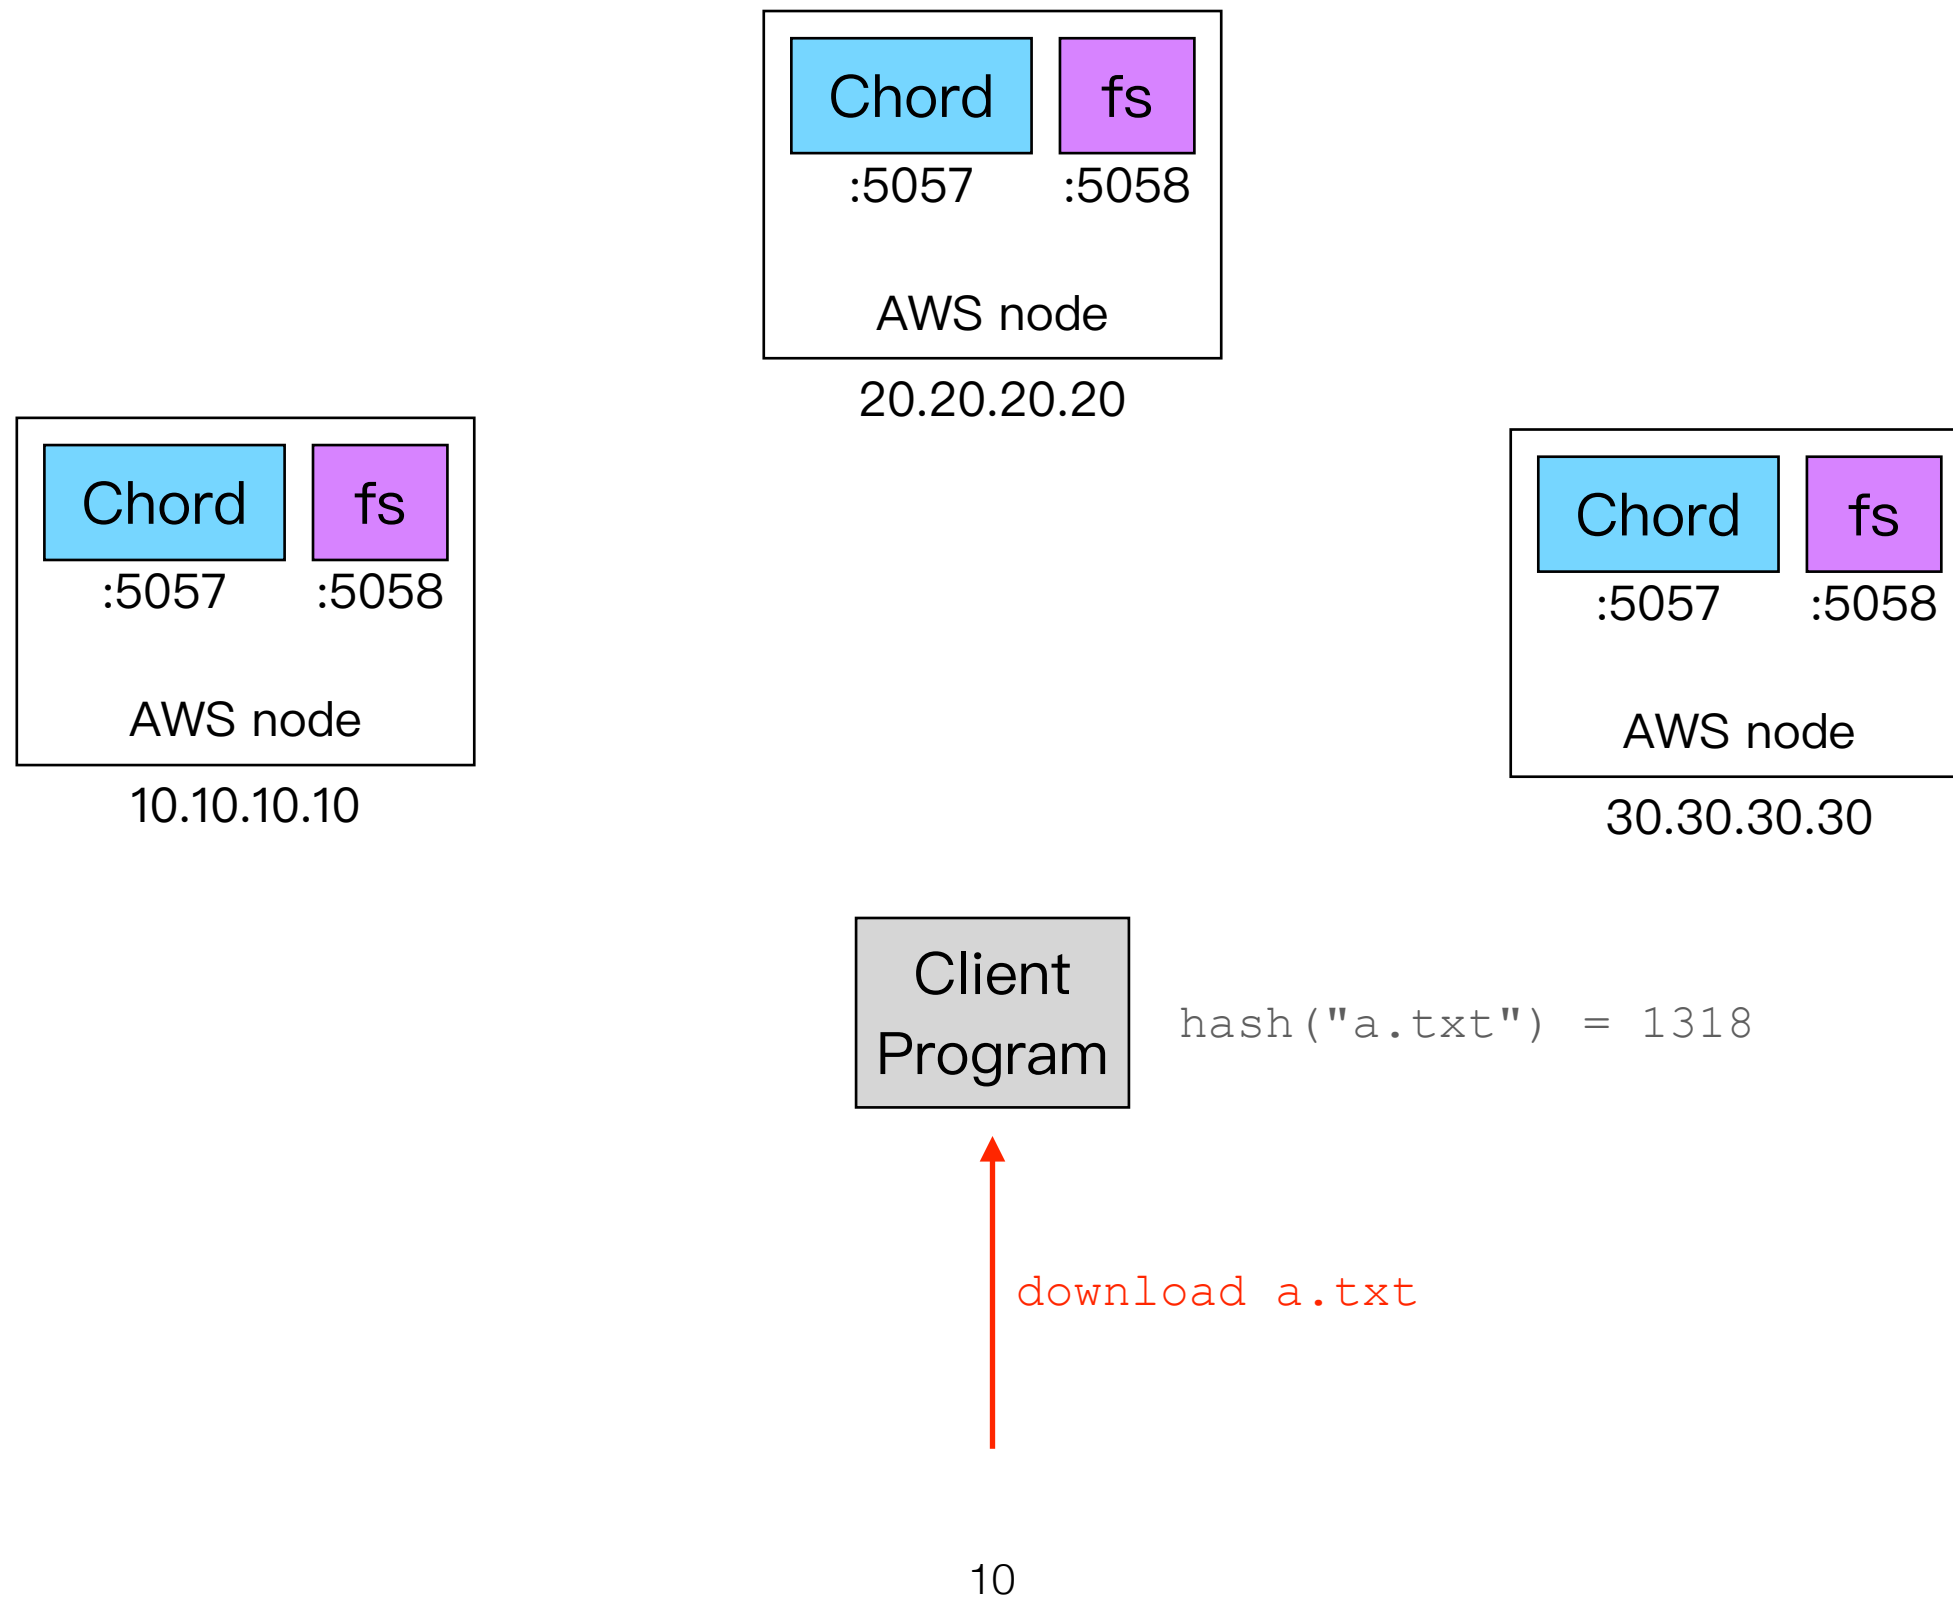 Chord
fs
:5057
:5058
AWS node
20.20.20.20
Chord
fs
:5057
:5058
AWS node
10.10.10.10
Chord
fs
:5057
:5058
AWS node
30.30.30.30
Client
Program
hash("a.txt") = 1318
download a.txt
10